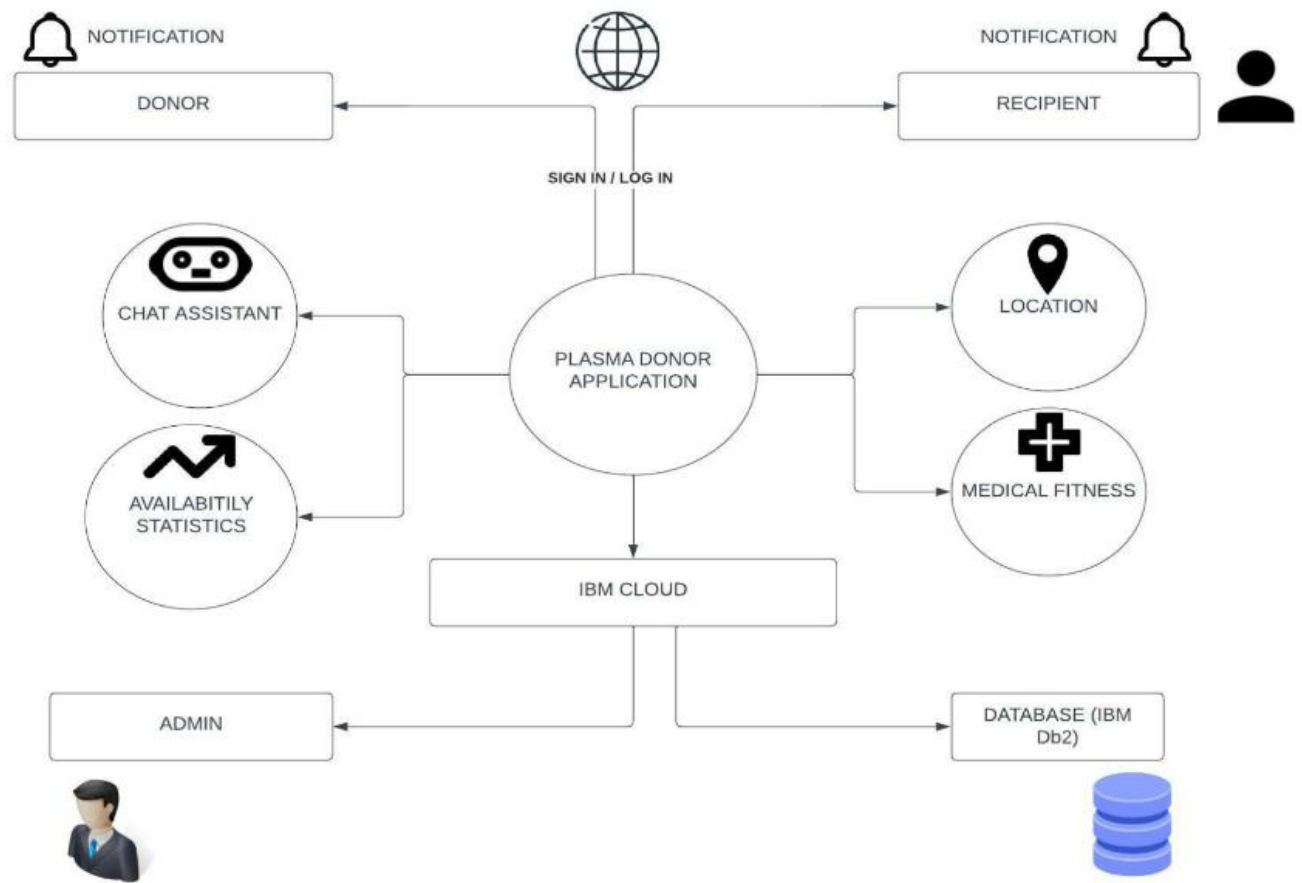 NOTIFICATION
NOTIFICATION
DONOR
RECIPIENT
SIGN IN / LOG IN
CHAT ASSISTANT
LOCATION
PLASMA DONOR
APPLICATION
AVAILABITILY
STATISTICS
MEDICAL FITNESS
IBM CLOUD
ADMIN
DATABASE (IBM
Db2)